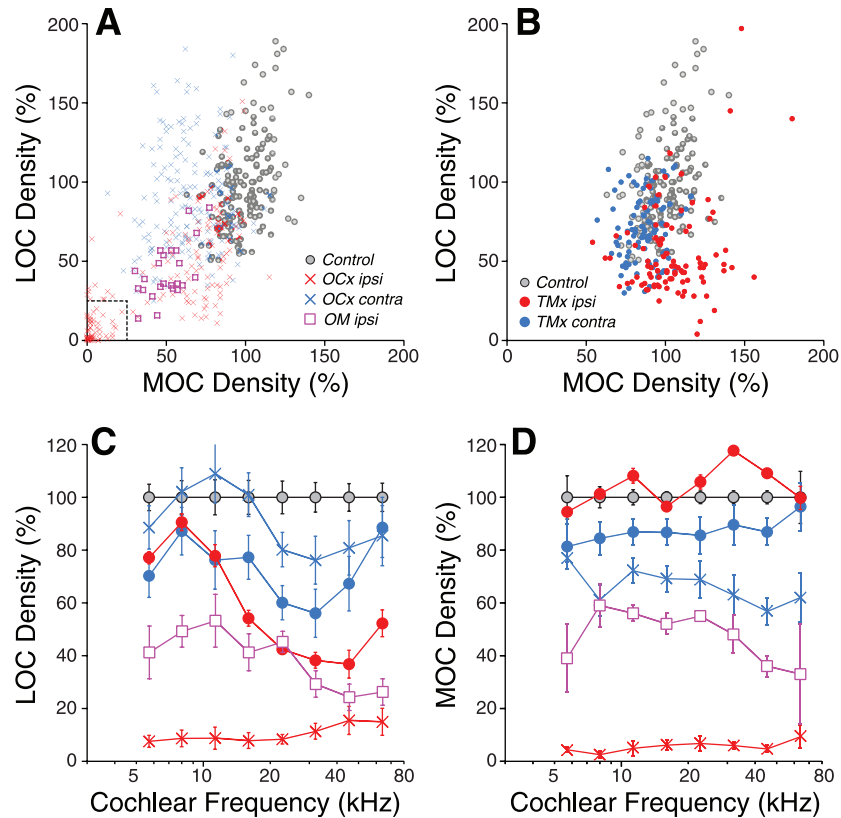 A
LOC Density (%)
200
150
100
50
0
0 50 100 150 200
MOC Density (%)
Control
OCx ipsi
OCx contra
OM ipsi
B
LOC Density (%)
200
150
100
50
0
0 50 100 150 200
MOC Density (%)
Control
TMx ipsi
TMx contra
C
LOC Density (%)
120
100
80
60
40
20
0
5 10 20 40 80
Cochlear Frequency (kHz)
D
MOC Density (%)
120
100
80
60
40
20
0
5 10 20 40 80
Cochlear Frequency (kHz)